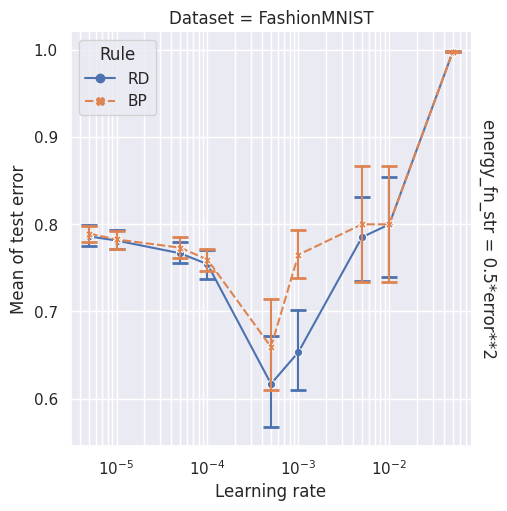 Dataset = FashionMNIST
Rule
RD
BP
1.0
0.9
0.8
0.7
0.6
Mean of test error
energy_fn_str = 0.5*error**2
10^{-5}
10^{-4}
10^{-3}
10^{-2}
Learning rate